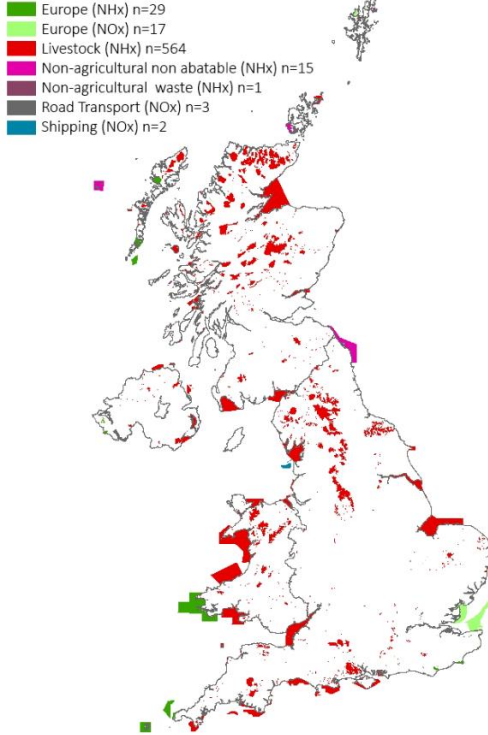 Europe (NHx) n=29
Europe (NOx) n=17
Livestock (NHx) n=564
Non-agricultural non abatable (NHx) n=15
Non-agricultural  waste (NHx) n=1
Road Transport (NOx) n=3
Shipping (NOx) n=2